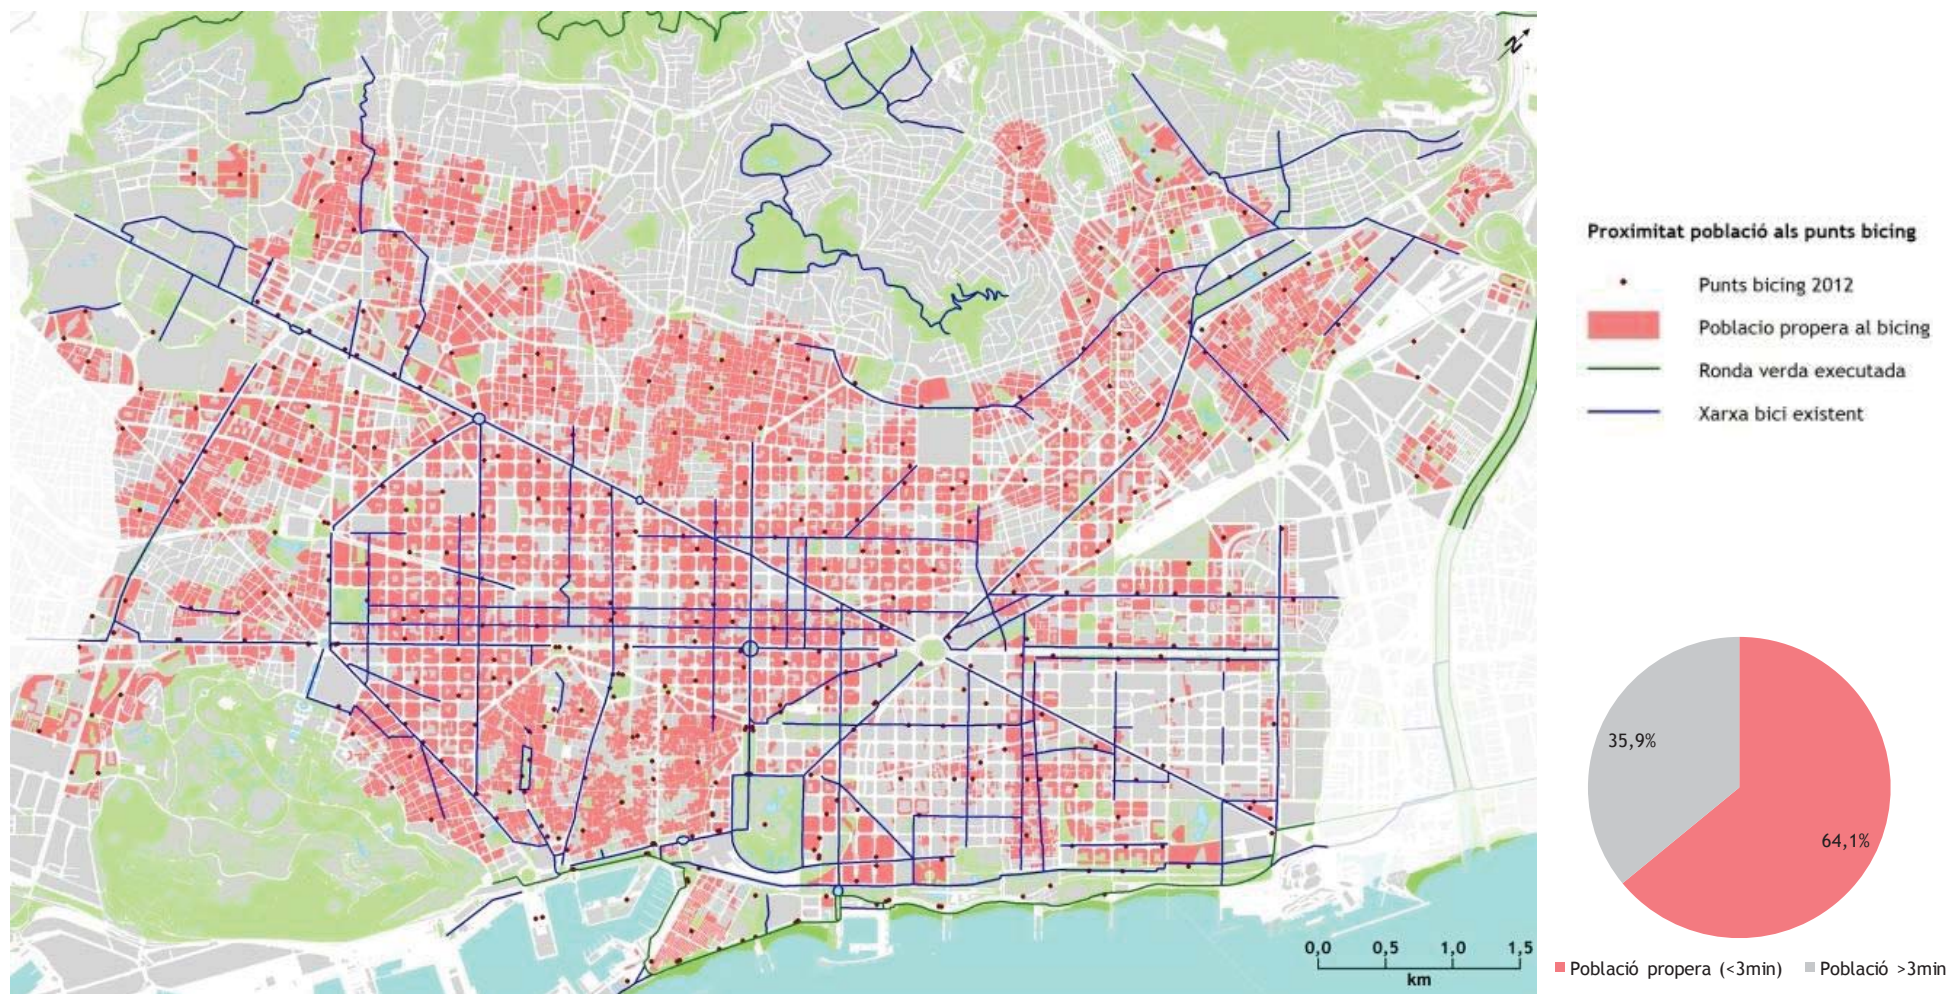 N
Proximitat població als punts bicing
Punts bicing 2012
Poblacio propera al bicing
Ronda verda executada
Xarxa bici existent
35,9%
64,1%
0,0 0,5 1,0 1,5
km
Població propera (<3min) Població >3min